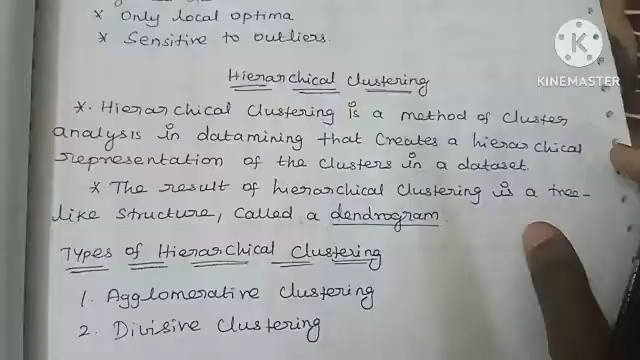 * Only local optima
* Sensitive to outliers.
Hierarchical Clustering
*. Hierarchical Clustering is a method of cluster
analysis in datamining that creates a hierarchical
representation of the clusters in a dataset.
* The result of hierarchical clustering is a tree-
like structure, called a dendrogram.
Types of Hierarchical Clustering
1. Agglomerative Clustering
2. Divisive Clustering
KINEMASTER